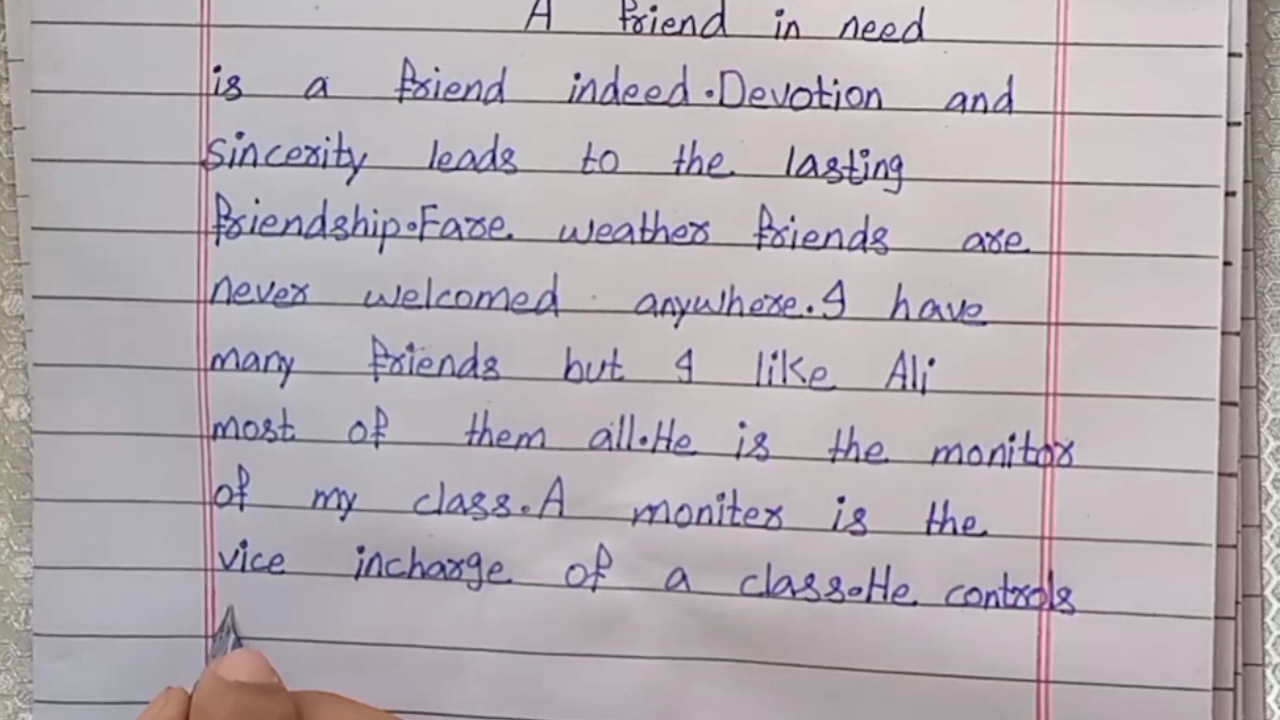 A friend in need
is a friend indeed.Devotion and
sincerity leads to the lasting
friendship.Fare weather friends are
never welcomed anywhere.I have
many friends but I like Ali
most of them all.He is the monitor
of my class.A moniter is the
vice incharge of a class.He controls